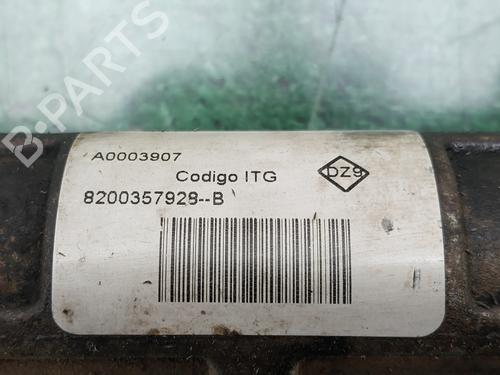 B-PARTS
A0003907
Codigo ITG
DZ9
8200357928--B